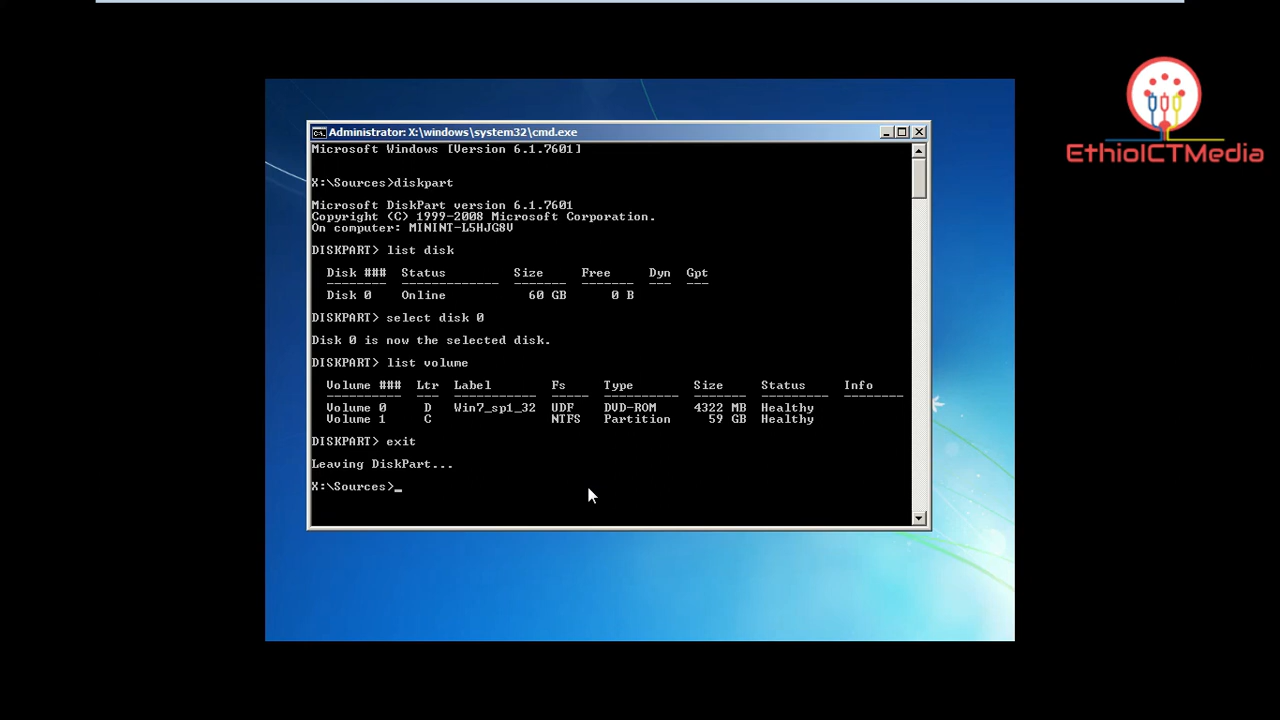 EthioICTMedia
Administrator: X:\windows\system32\cmd.exe
Microsoft Windows [Version 6.1.7601]
X:\Sources>diskpart
Microsoft DiskPart version 6.1.7601
Copyright (C) 1999-2008 Microsoft Corporation.
On computer: MININT-L5HJG8V
DISKPART> list disk
Disk ### Status Size Free Dyn Gpt
-------- ------------- ------- ------- --- ---
Disk 0 Online 60 GB 0 B
DISKPART> select disk 0
Disk 0 is now the selected disk.
DISKPART> list volume
Volume ### Ltr Label Fs Type Size Status Info
---------- --- ----------- ----- ---------- ------- --------- --------
Volume 0 D Win7_sp1_32 UDF DVD-ROM 4322 MB Healthy
Volume 1 C NTFS Partition 59 GB Healthy
DISKPART> exit
Leaving DiskPart...
X:\Sources>_